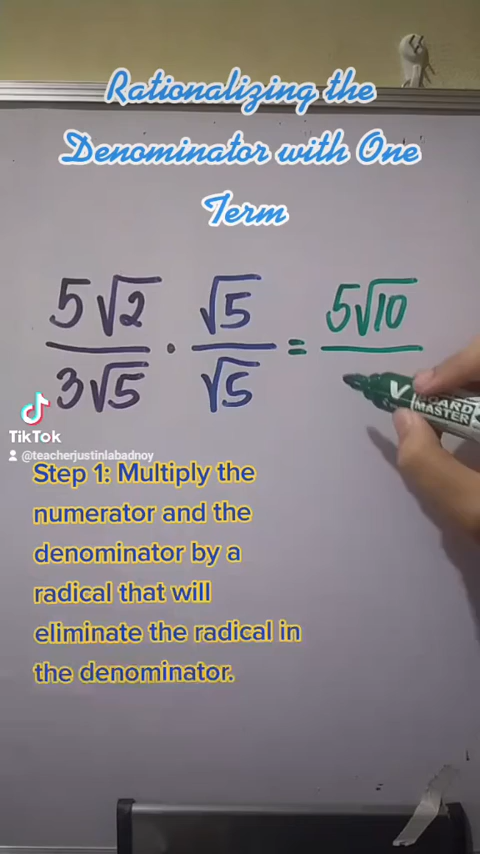 Rationalizing the
Denominator with One
Term
5√2/3√5 · √5/√5 = 5√10
BOARD
MASTER
TikTok
@teacherjustinlabadnoy
Step 1: Multiply the
numerator and the
denominator by a
radical that will
eliminate the radical in
the denominator.